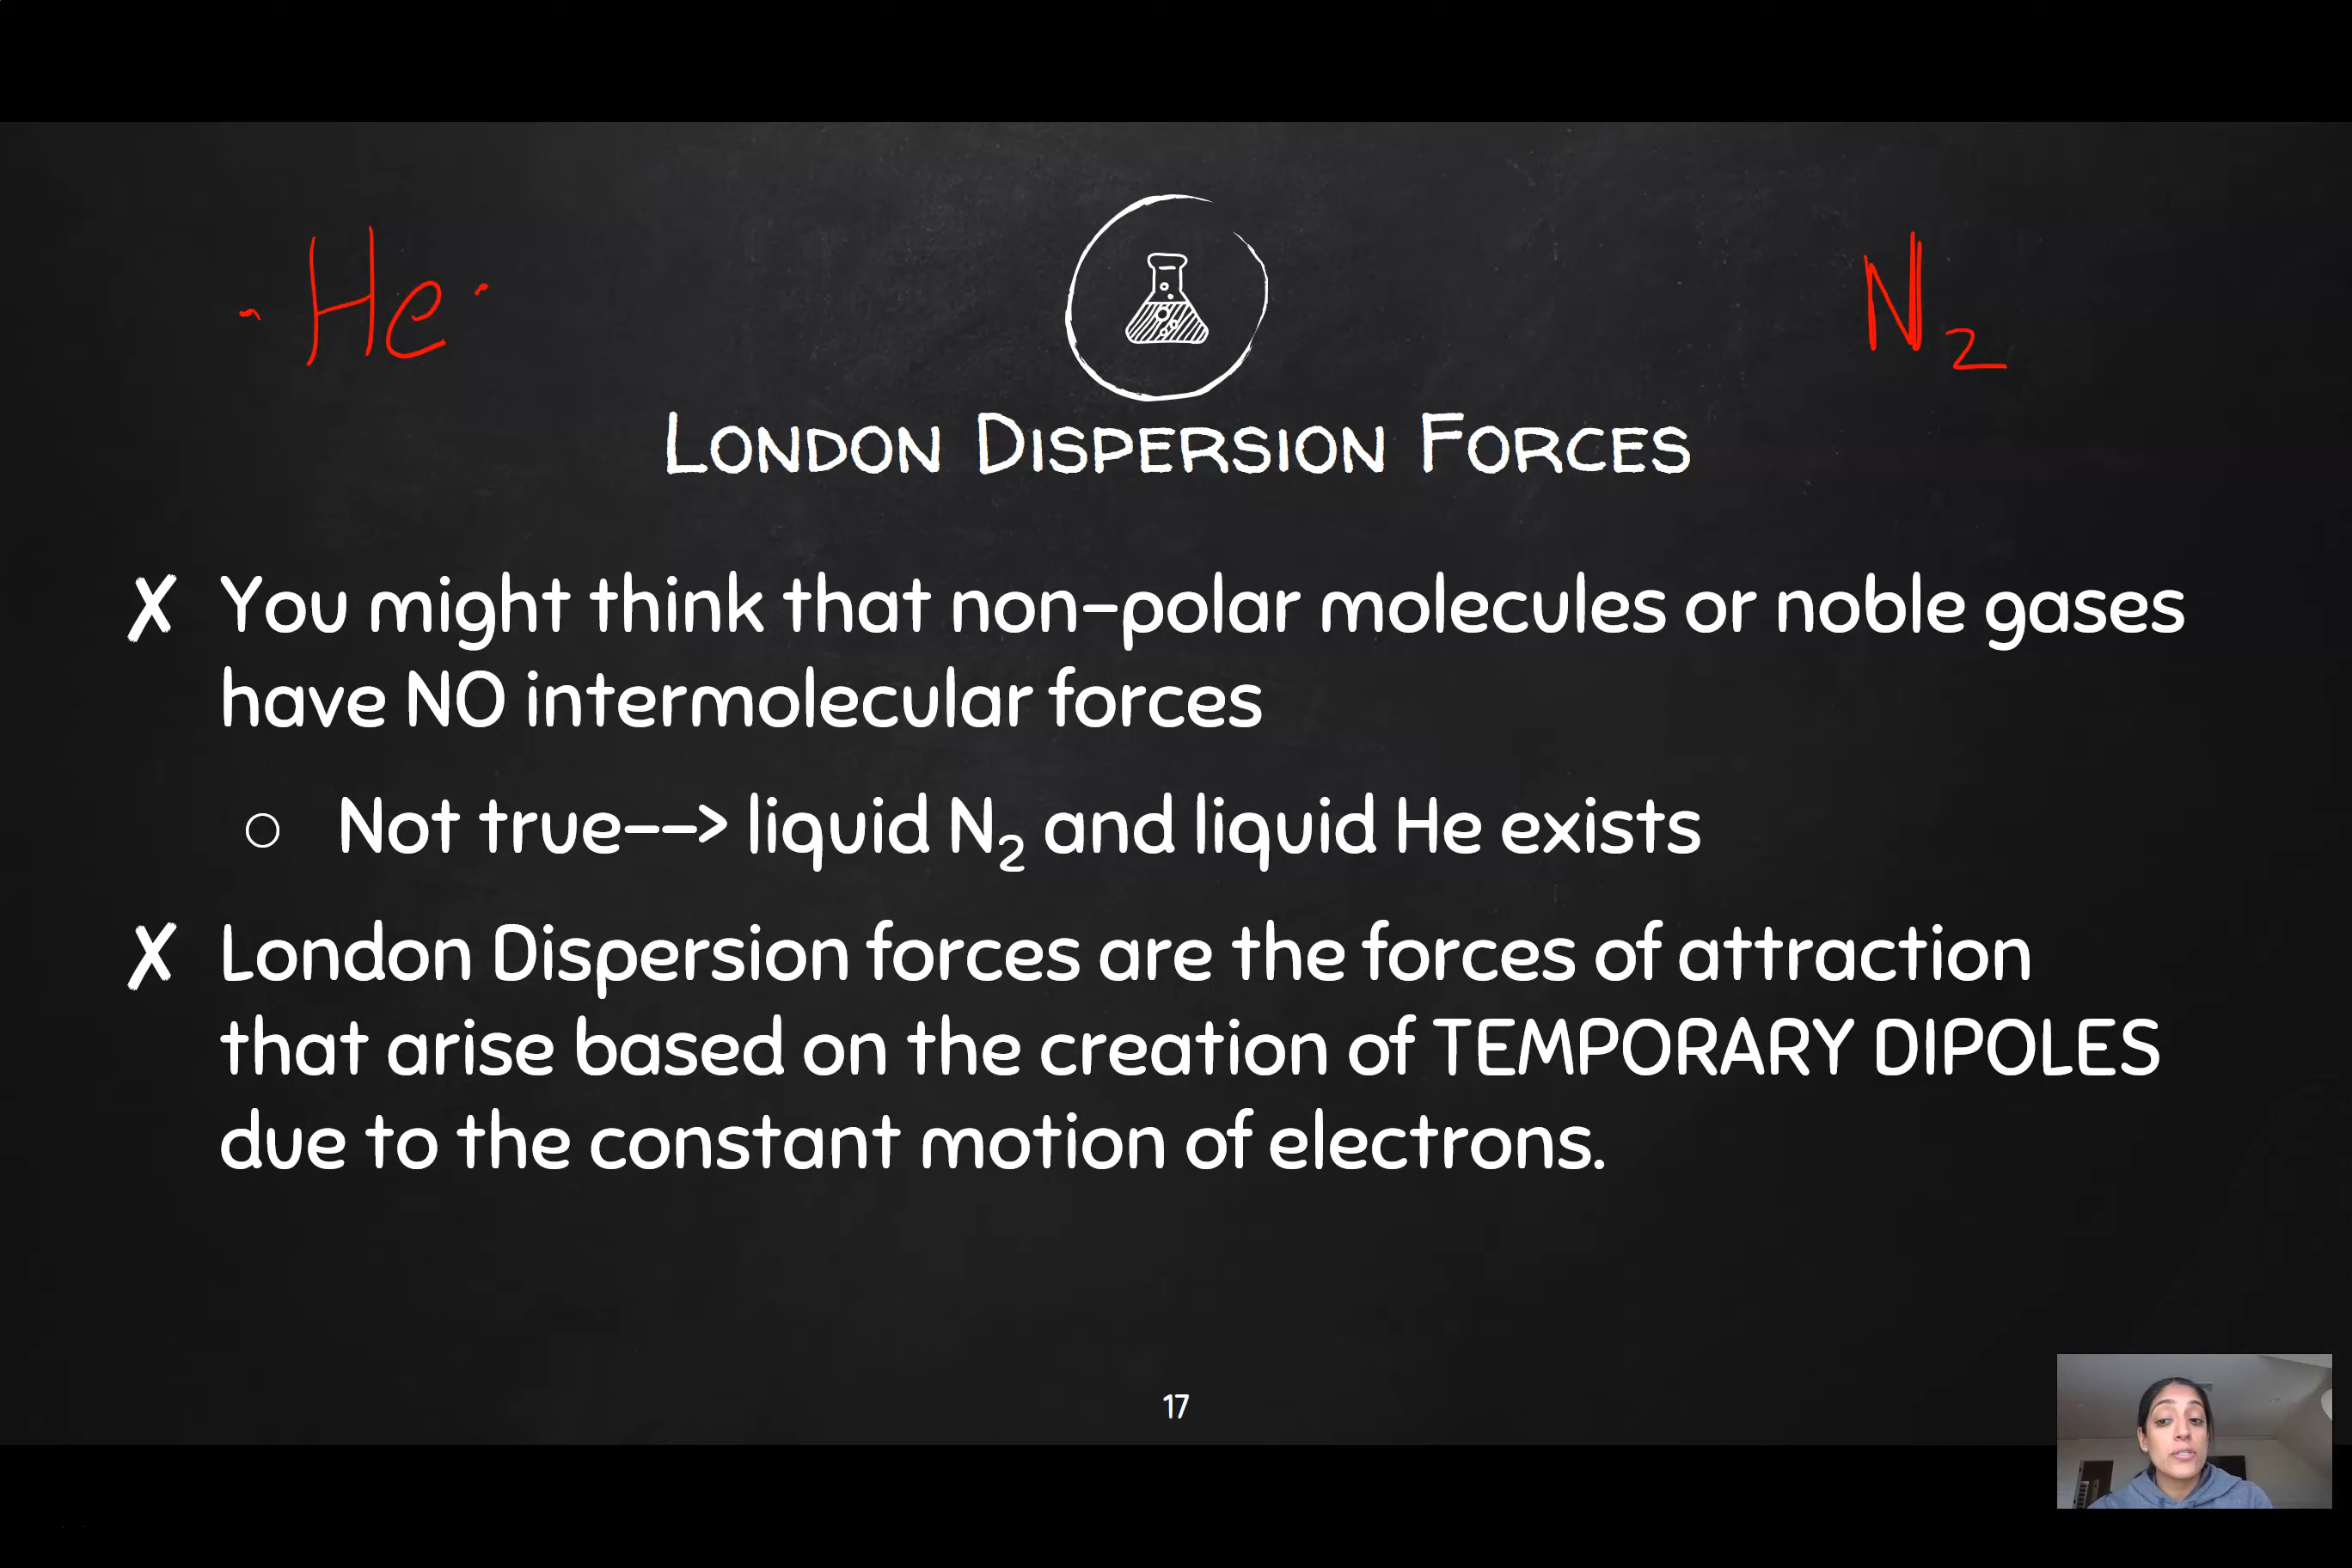 ·He·
N₂
London Dispersion Forces
✗ You might think that non-polar molecules or noble gases
have NO intermolecular forces
○ Not true--> liquid N₂ and liquid He exists
✗ London Dispersion forces are the forces of attraction
that arise based on the creation of TEMPORARY DIPOLES
due to the constant motion of electrons.
17